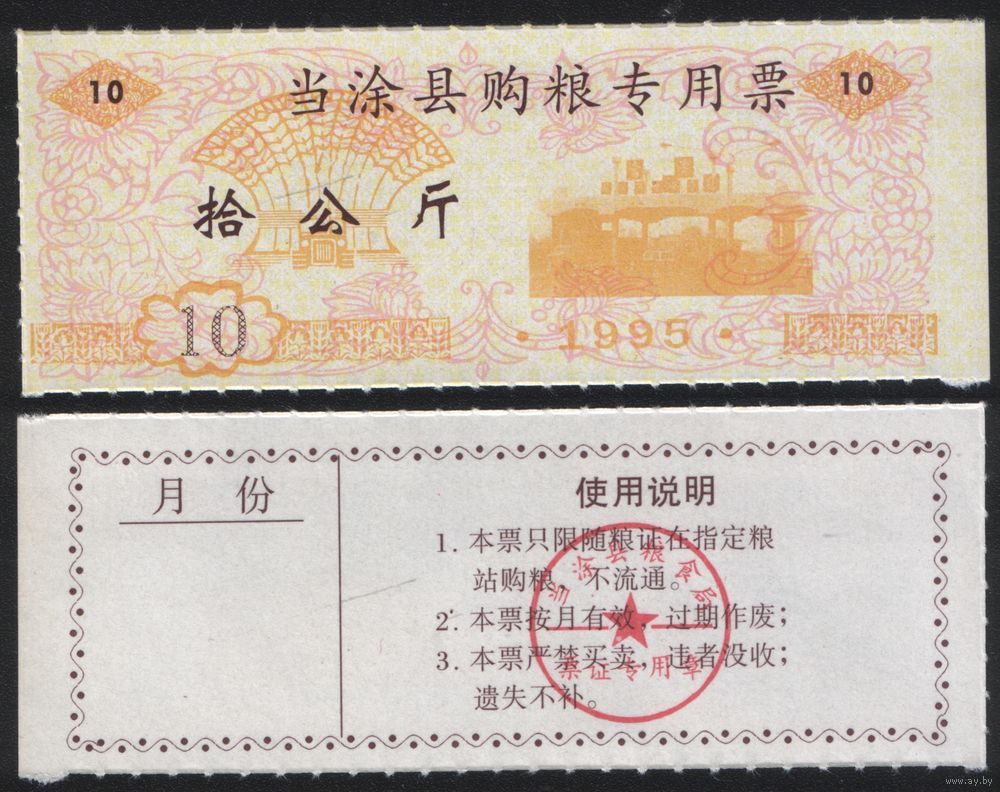 10
当涂县购粮专用票
10
拾公斤
10
·1995·
月 份
使用说明
1. 本票只限随粮证在指定粮
站购粮，不流通。
2. 本票按月有效，过期作废；
3. 本票严禁买卖，违者没收；
遗失不补。
当涂县粮食局
票证专用章
www.ay.by